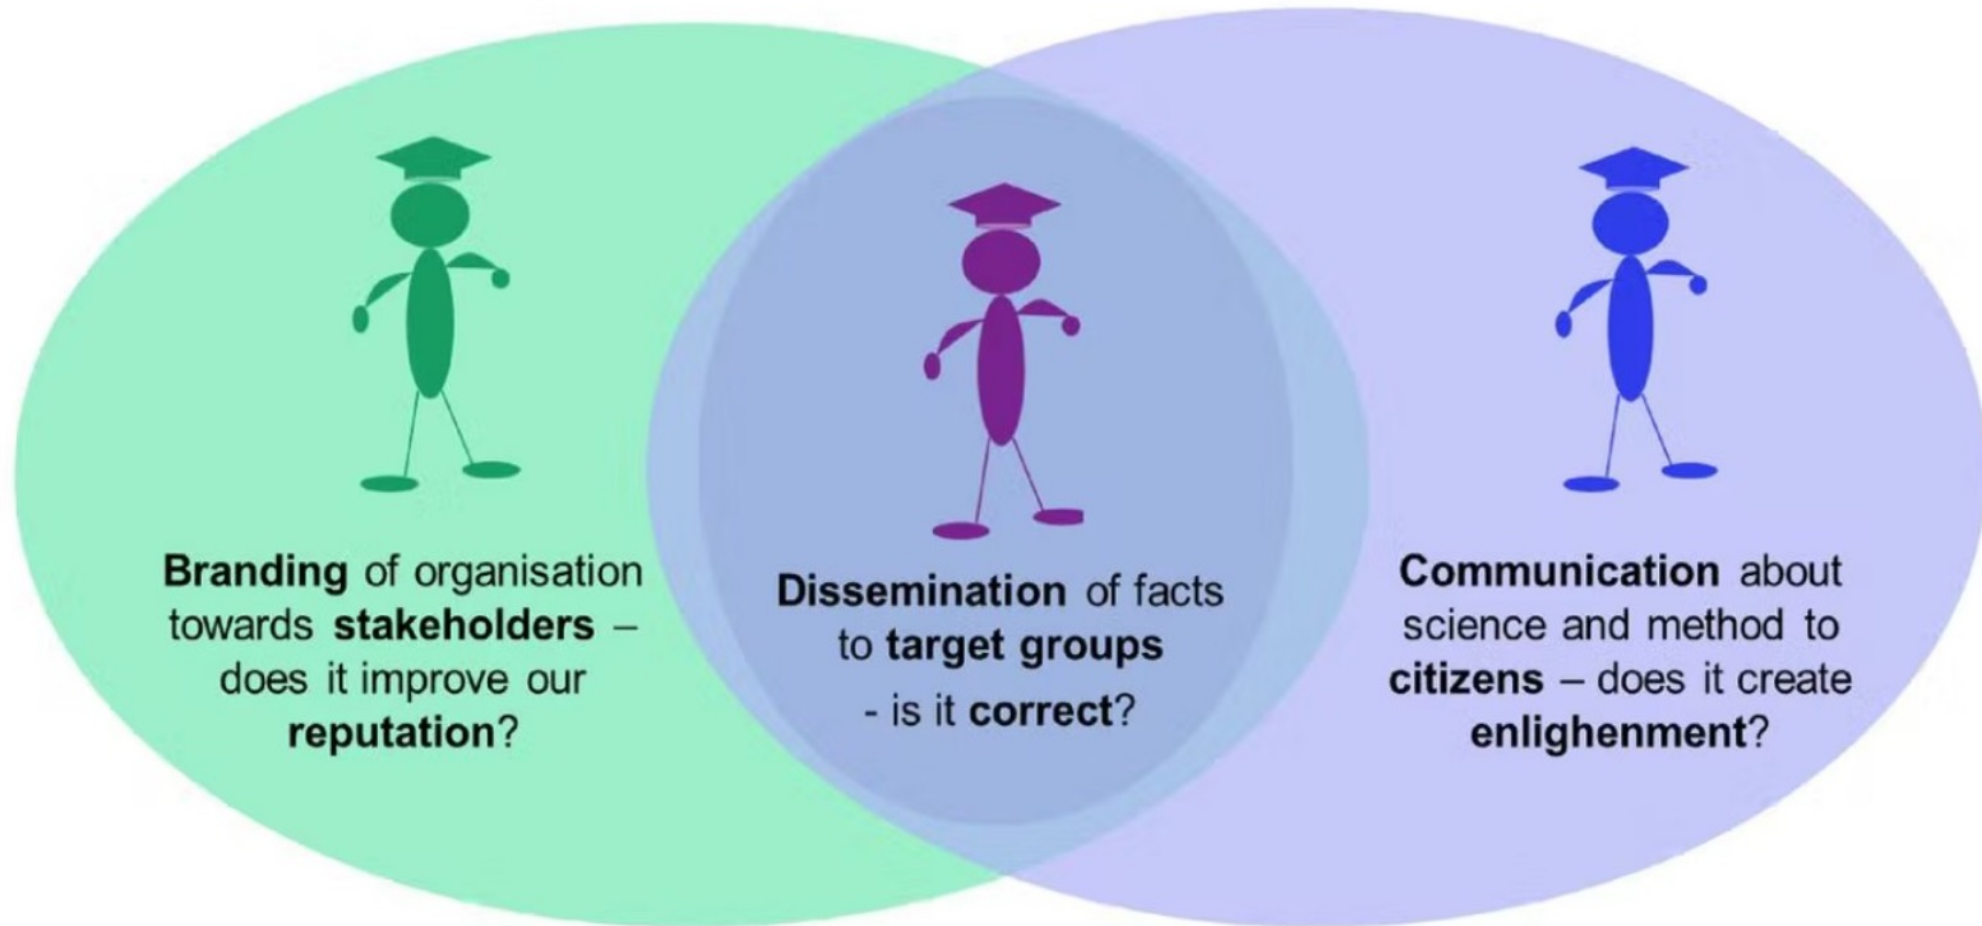 Branding of organisation
towards stakeholders –
does it improve our
reputation?
Dissemination of facts
to target groups
- is it correct?
Communication about
science and method to
citizens – does it create
enlighenment?